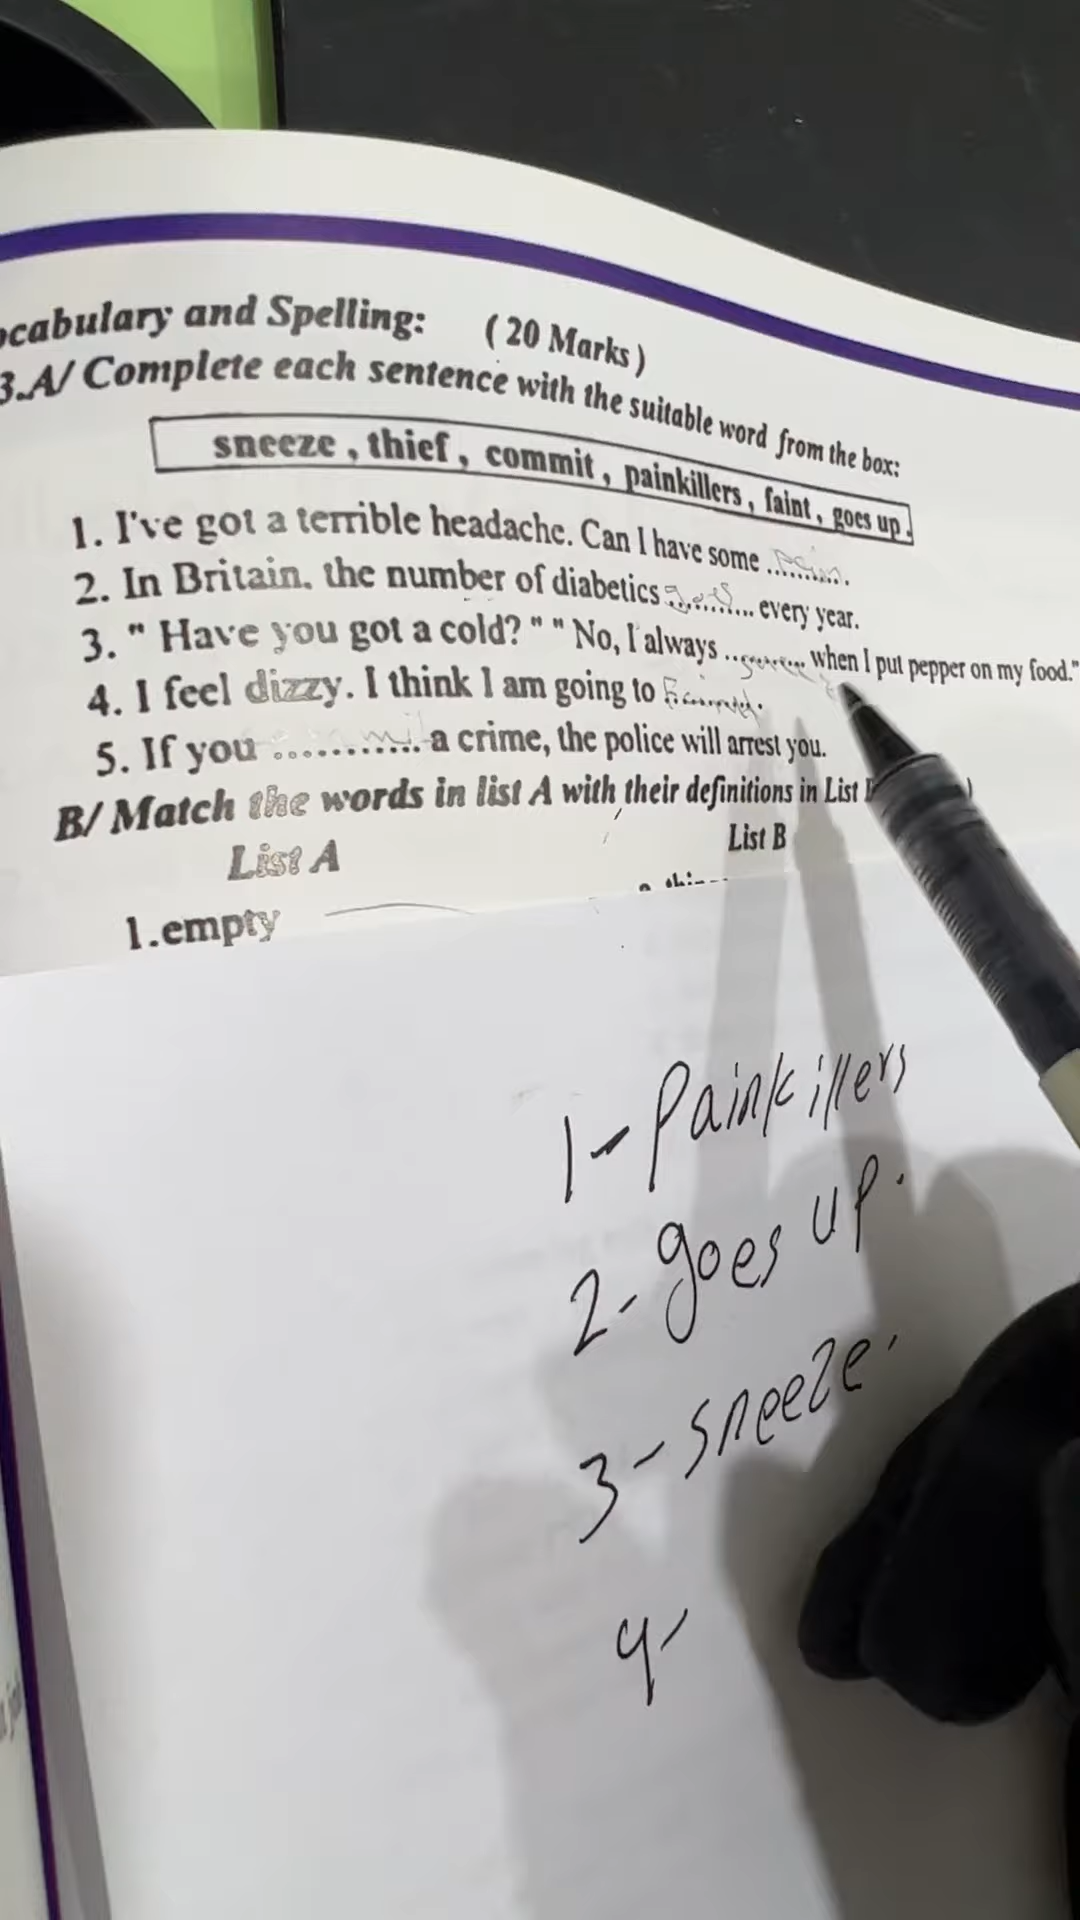 ocabulary and Spelling: ( 20 Marks )
3.A/ Complete each sentence with the suitable word from the box:
sneeze , thief , commit , painkillers , faint , goes up .
1. I've got a terrible headache. Can I have some ..........
2. In Britain. the number of diabetics .......... every year.
3. " Have you got a cold? " " No, I always .......... when I put pepper on my food."
4. I feel dizzy. I think I am going to
5. If you ............ a crime, the police will arrest you.
B/ Match the words in list A with their definitions in List
List A List B
1.empty
1- Painkillers
2- goes up.
3- sneeze.
4-